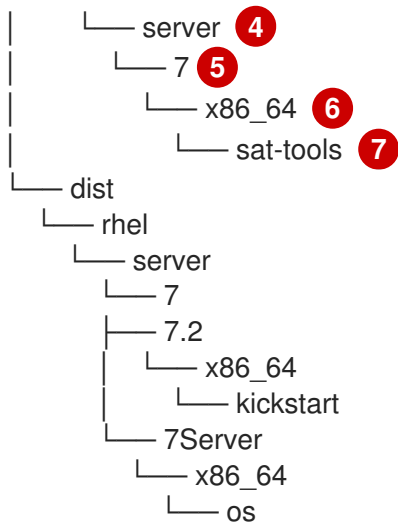 │ └── server 4
│ └── 7 5
│ └── x86_64 6
│ └── sat-tools 7
└── dist
└── rhel
└── server
└── 7
├── 7.2
│ └── x86_64
│ └── kickstart
└── 7Server
└── x86_64
└── os